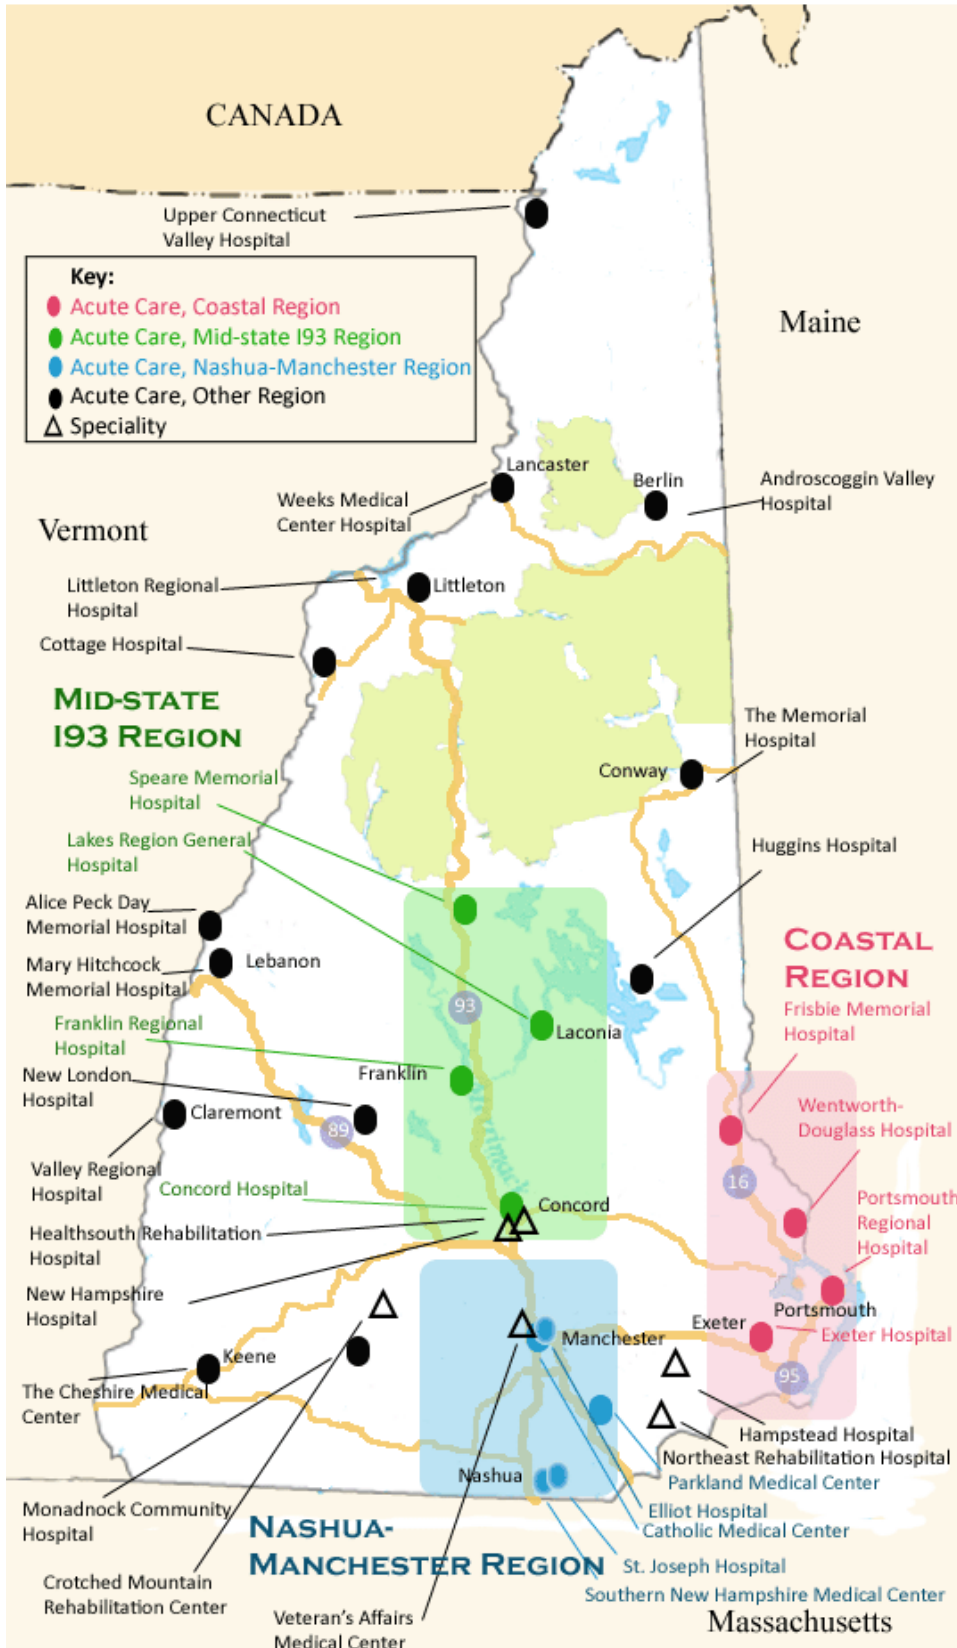 CANADA
Upper Connecticut
Valley Hospital
Key:
Acute Care, Coastal Region
Acute Care, Mid-state I93 Region
Acute Care, Nashua-Manchester Region
Acute Care, Other Region
Speciality
Maine
Lancaster
Berlin
Androscoggin Valley
Hospital
Weeks Medical
Center Hospital
Vermont
Littleton Regional
Hospital
Littleton
Cottage Hospital
MID-STATE
I93 REGION
The Memorial
Hospital
Conway
Speare Memorial
Hospital
Lakes Region General
Hospital
Huggins Hospital
Alice Peck Day
Memorial Hospital
Mary Hitchcock
Memorial Hospital
Lebanon
COASTAL
REGION
Frisbie Memorial
Hospital
93
Franklin Regional
Hospital
Laconia
Franklin
New London
Hospital
Claremont
89
Wentworth-
Douglass Hospital
Valley Regional
Hospital
Merrimack
16
Concord Hospital
Concord
Portsmouth
Regional
Hospital
Healthsouth Rehabilitation
Hospital
New Hampshire
Hospital
Portsmouth
Exeter
Exeter Hospital
Manchester
Keene
The Cheshire Medical
Center
95
Hampstead Hospital
Northeast Rehabilitation Hospital
Parkland Medical Center
Nashua
Monadnock Community
Hospital
Elliot Hospital
Catholic Medical Center
NASHUA-
MANCHESTER REGION
St. Joseph Hospital
Crotched Mountain
Rehabilitation Center
Southern New Hampshire Medical Center
Veteran's Affairs
Medical Center
Massachusetts